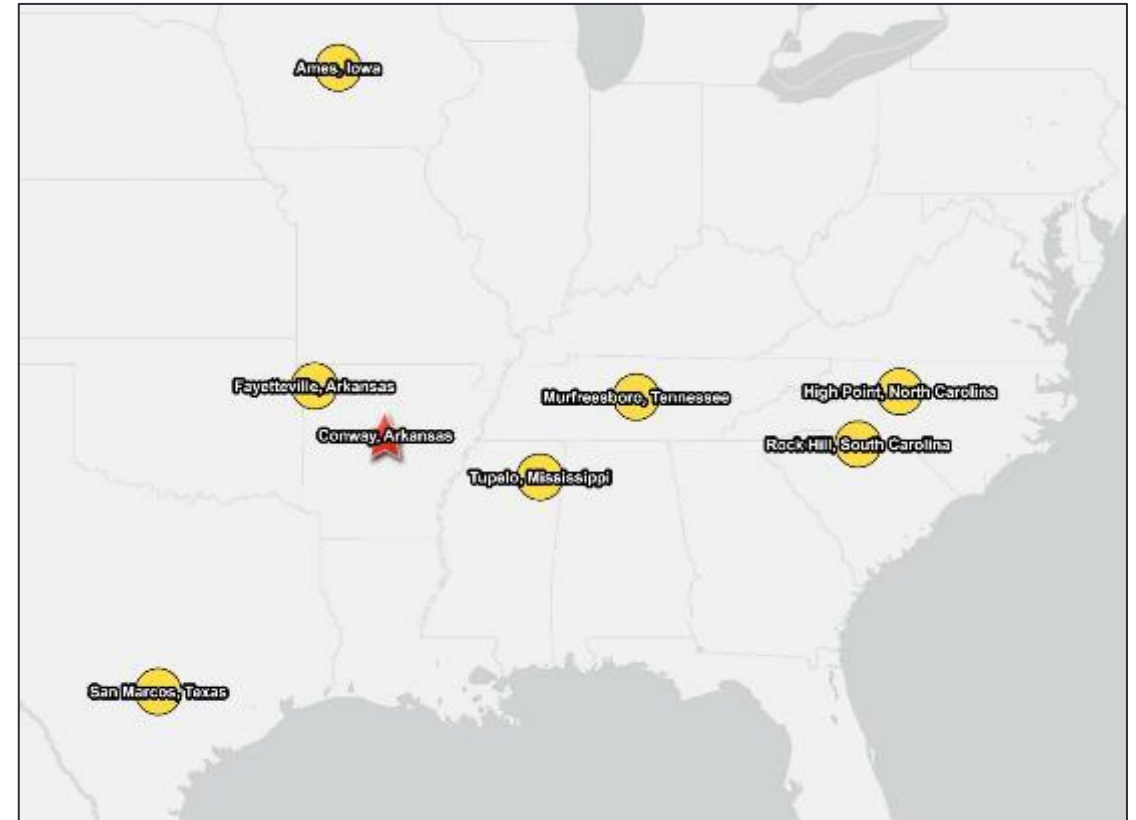 Ames, Iowa
Fayetteville, Arkansas
Murfreesboro, Tennessee
High Point, North Carolina
Conway, Arkansas
Rock Hill, South Carolina
Tupelo, Mississippi
San Marcos, Texas